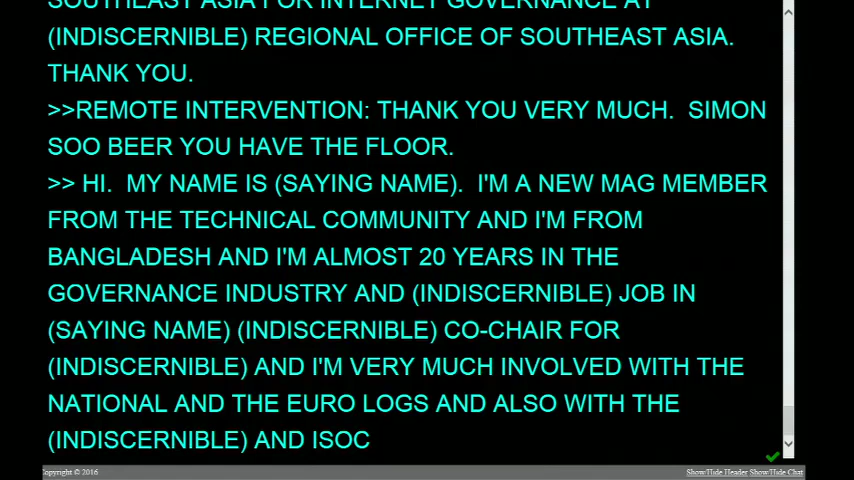 SOUTHEAST ASIA FOR INTERNET GOVERNANCE AT
(INDISCERNIBLE) REGIONAL OFFICE OF SOUTHEAST ASIA.
THANK YOU.
>>REMOTE INTERVENTION: THANK YOU VERY MUCH.  SIMON
SOO BEER YOU HAVE THE FLOOR.
>> HI.  MY NAME IS (SAYING NAME).  I'M A NEW MAG MEMBER
FROM THE TECHNICAL COMMUNITY AND I'M FROM
BANGLADESH AND I'M ALMOST 20 YEARS IN THE
GOVERNANCE INDUSTRY AND (INDISCERNIBLE) JOB IN
(SAYING NAME) (INDISCERNIBLE) CO-CHAIR FOR
(INDISCERNIBLE) AND I'M VERY MUCH INVOLVED WITH THE
NATIONAL AND THE EURO LOGS AND ALSO WITH THE
(INDISCERNIBLE) AND ISOC
opyright © 2016 Show/Hide Header Show/Hide Chat